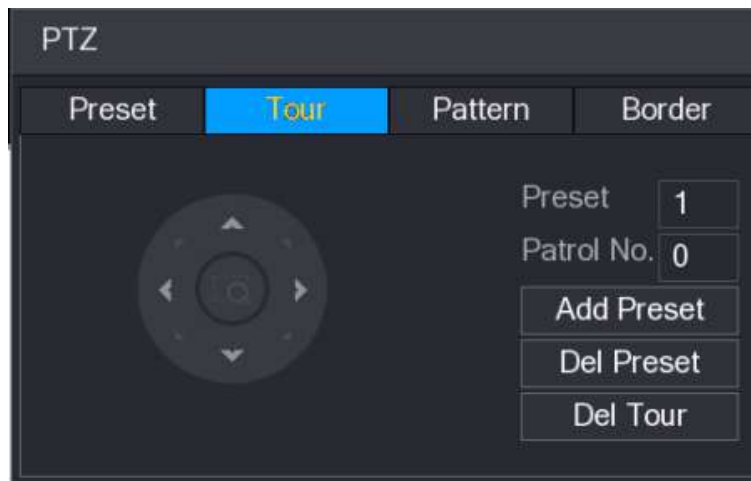 PTZ
Preset Tour Pattern Border
Preset 1
Patrol No. 0
Add Preset
Del Preset
Del Tour